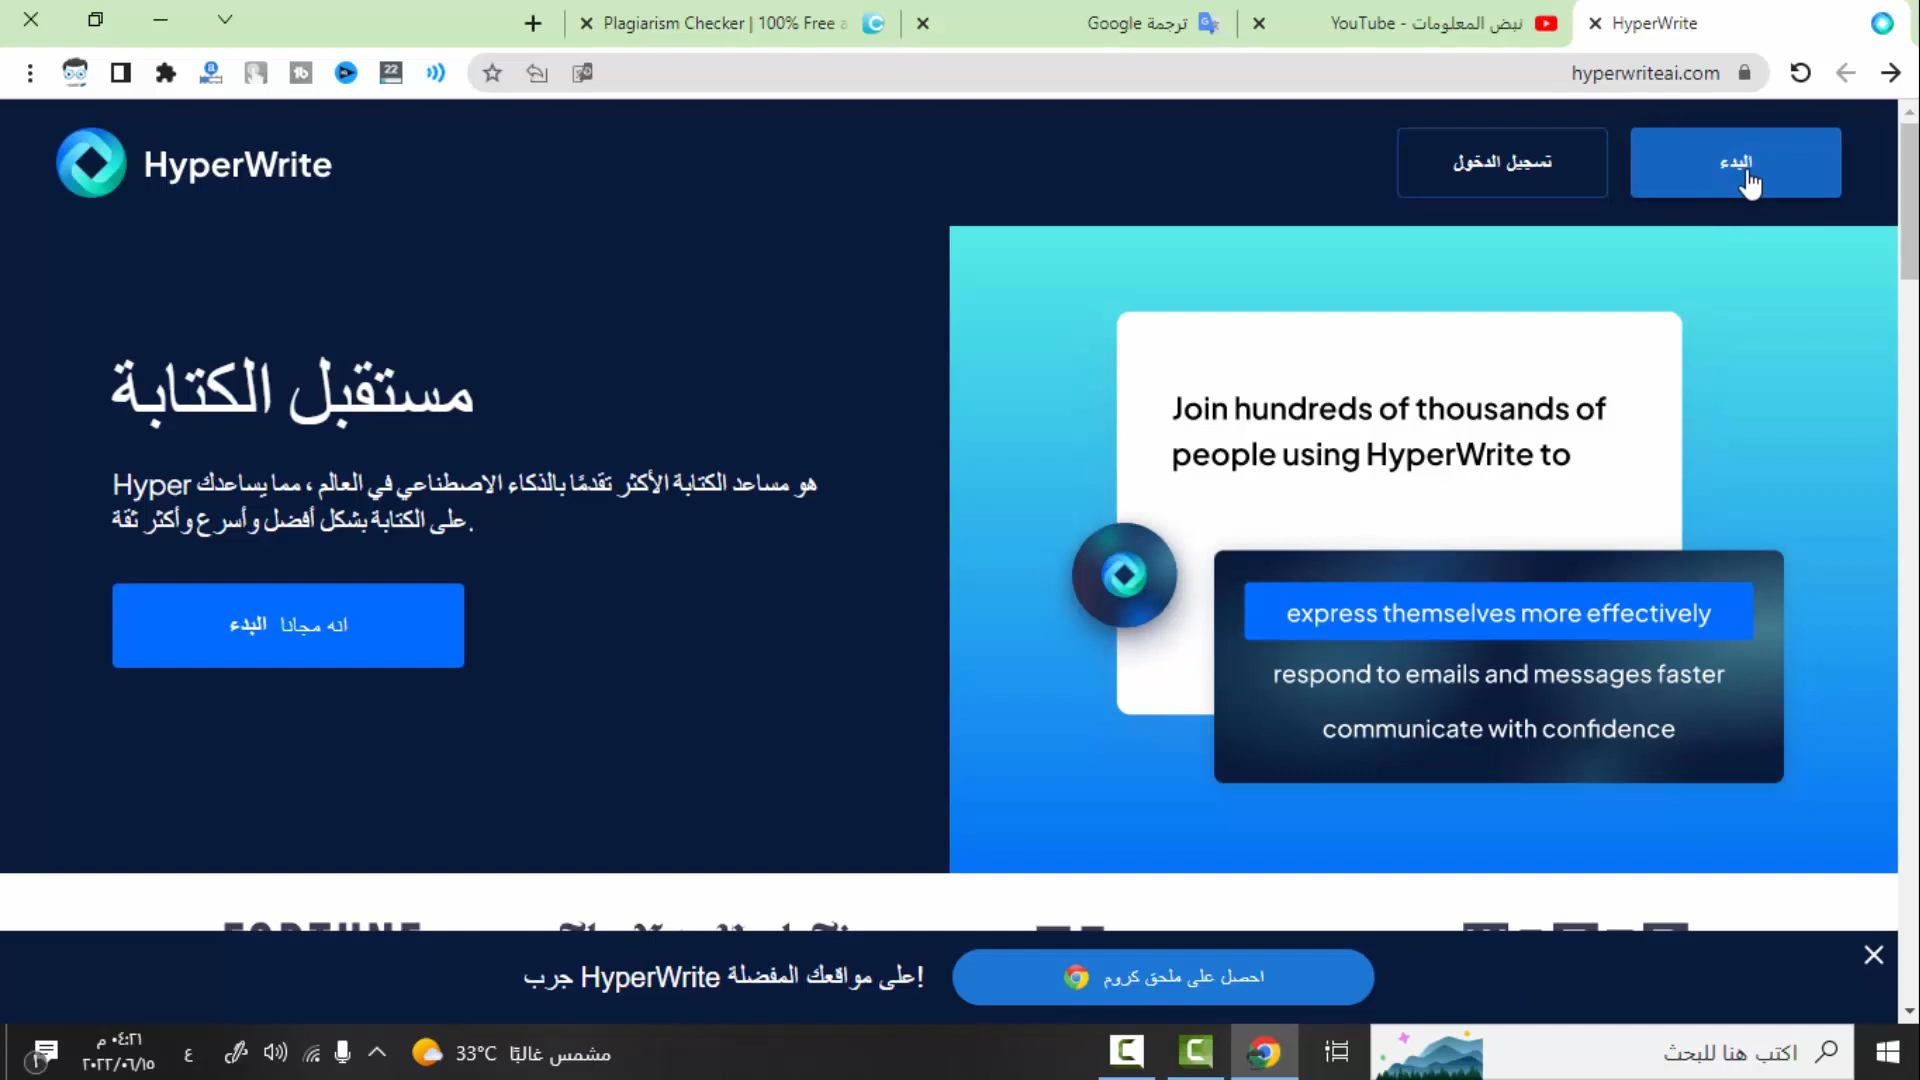 Plagiarism Checker | 100% Free a
ترجمة Google
نبض المعلومات - YouTube
HyperWrite
hyperwriteai.com
HyperWrite
تسجيل الدخول
البدء
مستقبل الكتابة
Hyper هو مساعد الكتابة الأكثر تقدمًا بالذكاء الاصطناعي في العالم ، مما يساعدك
على الكتابة بشكل أفضل وأسرع وأكثر ثقة.
البدء انه مجانا
Join hundreds of thousands of
people using HyperWrite to
express themselves more effectively
respond to emails and messages faster
communicate with confidence
FORTUNE
جرب HyperWrite على مواقعك المفضلة!
احصل على ملحق كروم
٠٤:٢١ م
٢٠٢٢/٠٦/١٥
ع
33°C مشمس غالبًا
اكتب هنا للبحث